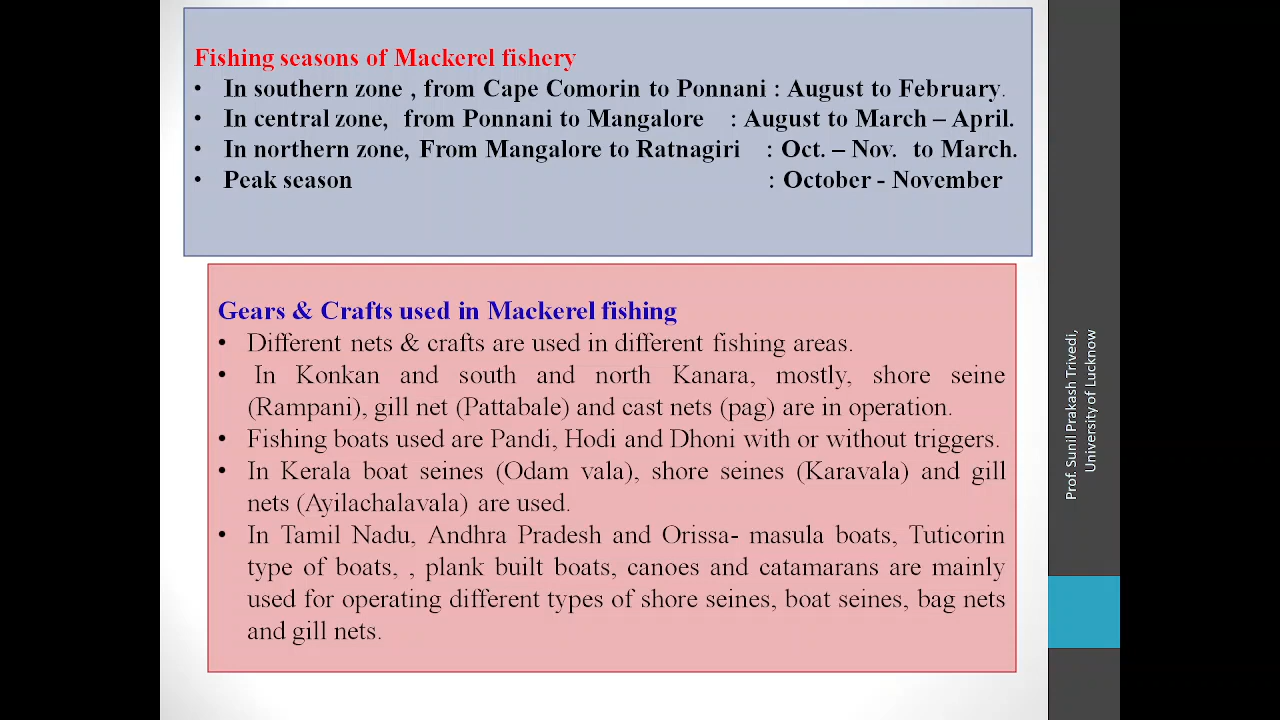 Fishing seasons of Mackerel fishery
• In southern zone , from Cape Comorin to Ponnani : August to February.
• In central zone, from Ponnani to Mangalore : August to March – April.
• In northern zone, From Mangalore to Ratnagiri : Oct. – Nov. to March.
• Peak season : October - November
Gears & Crafts used in Mackerel fishing
• Different nets & crafts are used in different fishing areas.
• In Konkan and south and north Kanara, mostly, shore seine
(Rampani), gill net (Pattabale) and cast nets (pag) are in operation.
• Fishing boats used are Pandi, Hodi and Dhoni with or without triggers.
• In Kerala boat seines (Odam vala), shore seines (Karavala) and gill
nets (Ayilachalavala) are used.
• In Tamil Nadu, Andhra Pradesh and Orissa- masula boats, Tuticorin
type of boats, , plank built boats, canoes and catamarans are mainly
used for operating different types of shore seines, boat seines, bag nets
and gill nets.
Prof. Sunil Prakash Trivedi,
University of Lucknow